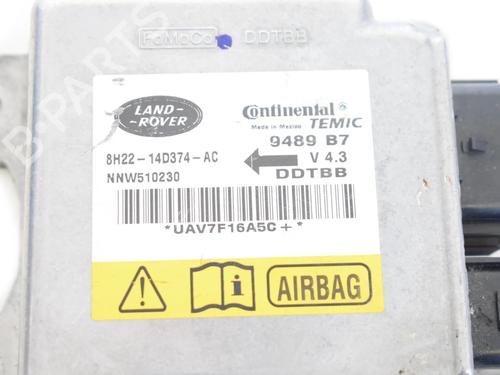 FoMoCo DDTBB
LAND-
ROVER
Continental
Made in Mexico TEMIC
9489 B7
8H22-14D374-AC
V 4.3
NNW510230
DDTBB
*UAV7F16A5C+*
AIRBAG
B-PARTS